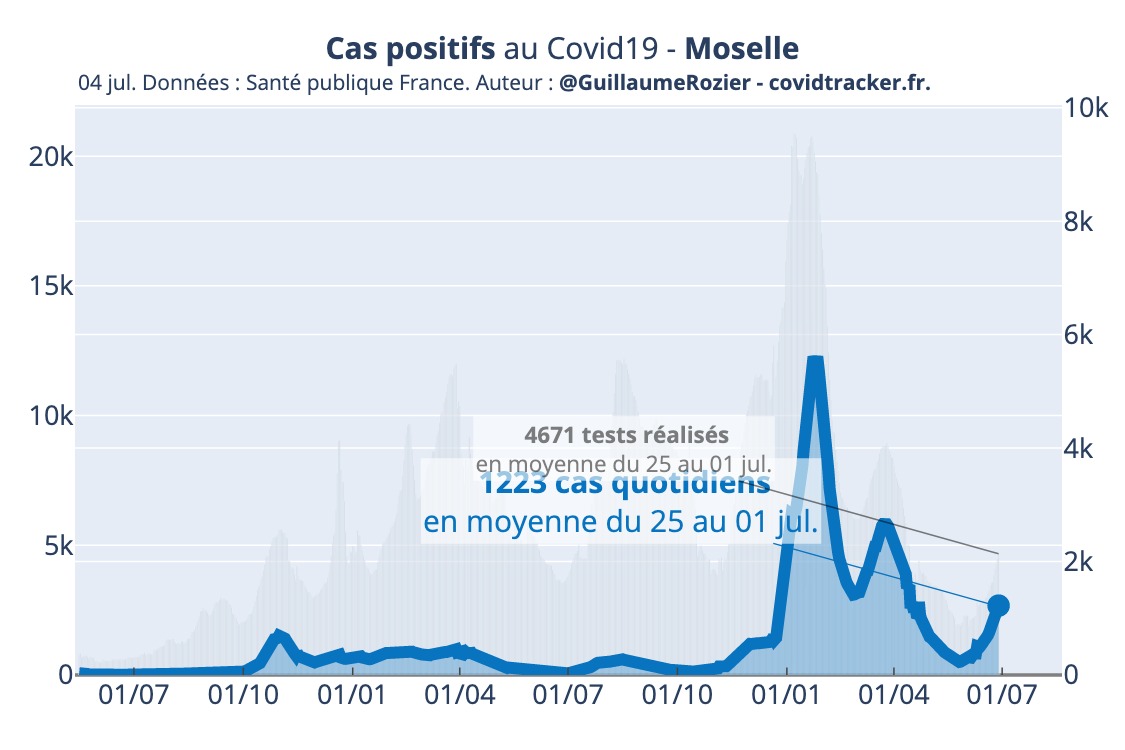 Cas positifs au Covid19 - Moselle
04 jul. Données : Santé publique France. Auteur : @GuillaumeRozier - covidtracker.fr.
10k
20k
8k
15k
6k
10k
4671 tests réalisés
4k
en moyenne du 25 au 01 jul.
1223 cas quotidiens
en moyenne du 25 au 01 jul.
5k
2k
0
0
01/07 01/10 01/01 01/04 01/07 01/10 01/01 01/04 01/07